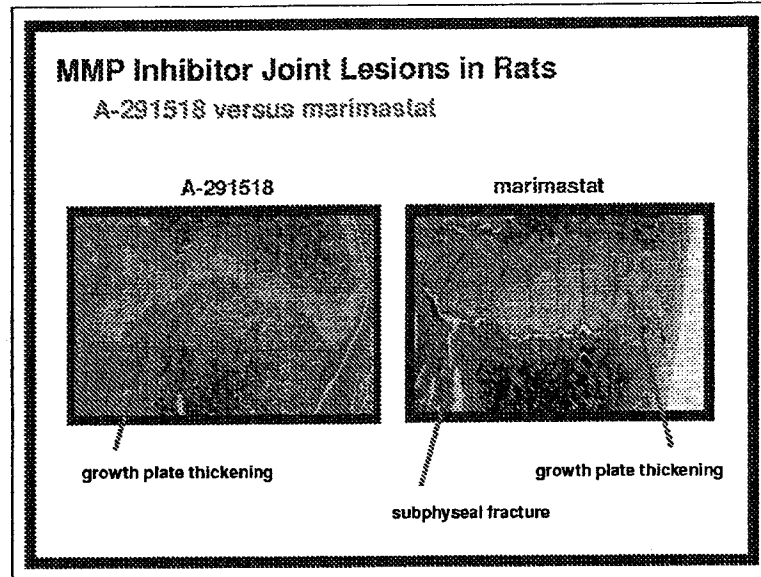 MMP Inhibitor Joint Lesions in Rats
A-291518 versus marimastat
A-291518
marimastat
growth plate thickening
growth plate thickening
subphyseal fracture